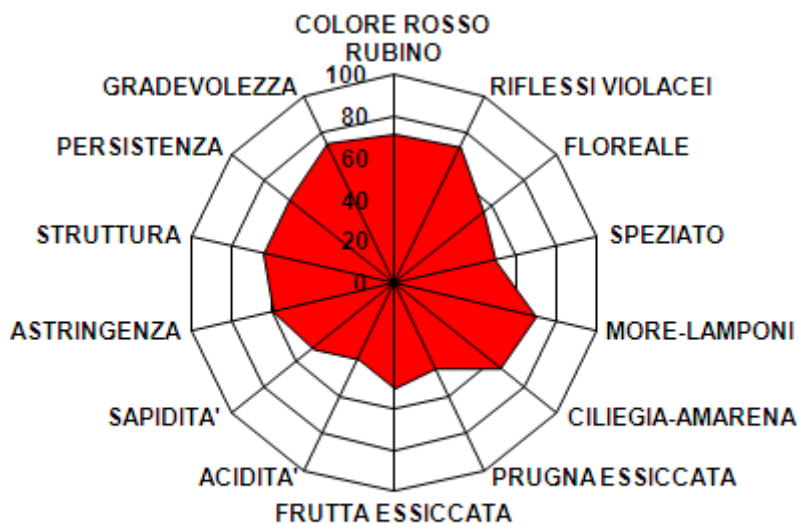 COLORE ROSSO
RUBINO
100
80
60
40
20
0
RIFLESSI VIOLACEI
FLOREALE
SPEZIATO
MORE-LAMPONI
CILIEGIA-AMARENA
PRUGNA ESSICCATA
FRUTTA ESSICCATA
ACIDITA'
SAPIDITA'
ASTRINGENZA
STRUTTURA
PERSISTENZA
GRADEVOLEZZA